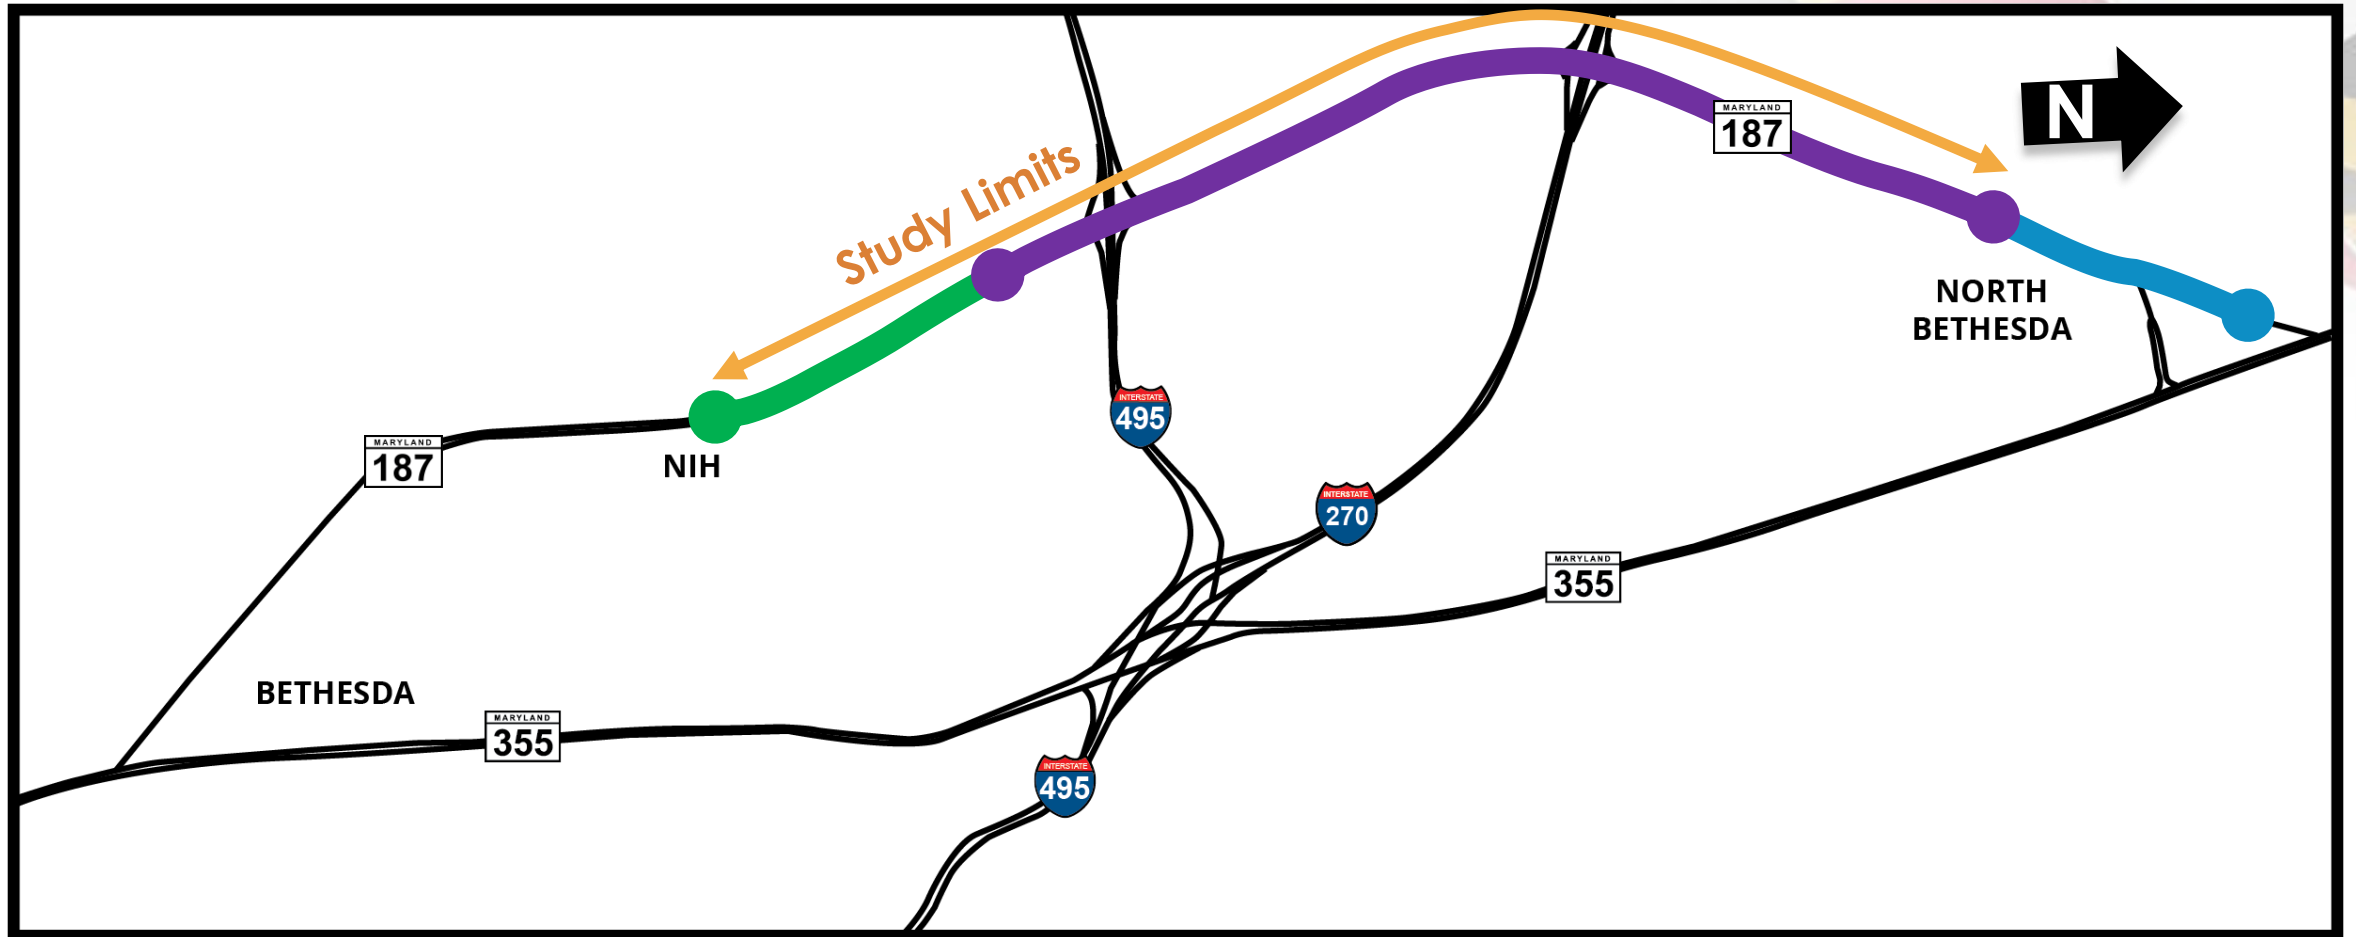 MARYLAND
187
N
Study Limits
NORTH
BETHESDA
INTERSTATE
495
MARYLAND
187
NIH
INTERSTATE
270
MARYLAND
355
BETHESDA
MARYLAND
355
INTERSTATE
495